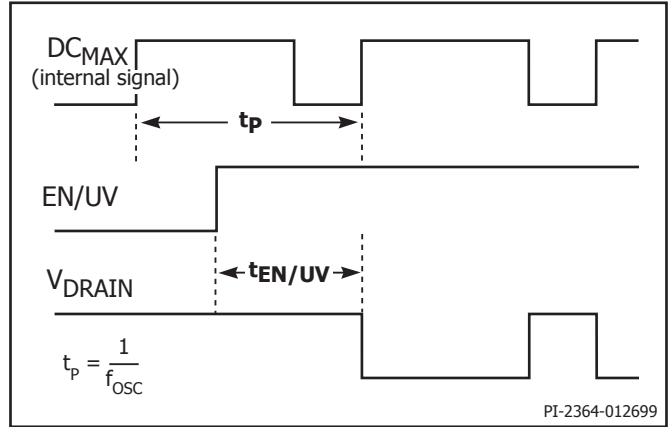 DCMAX
(internal signal)
tP
EN/UV
tEN/UV
VDRAIN
tP = 1
fOSC
PI-2364-012699